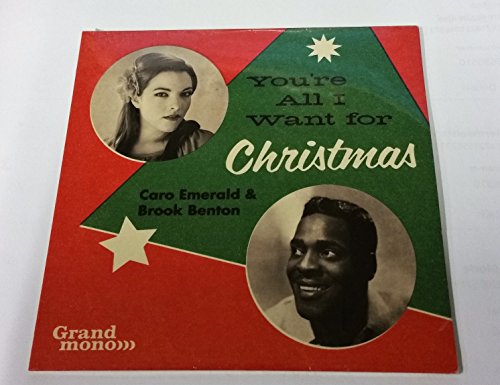 You're
All I
Want for
Christmas
Caro Emerald &
Brook Benton
Grand
mono)))